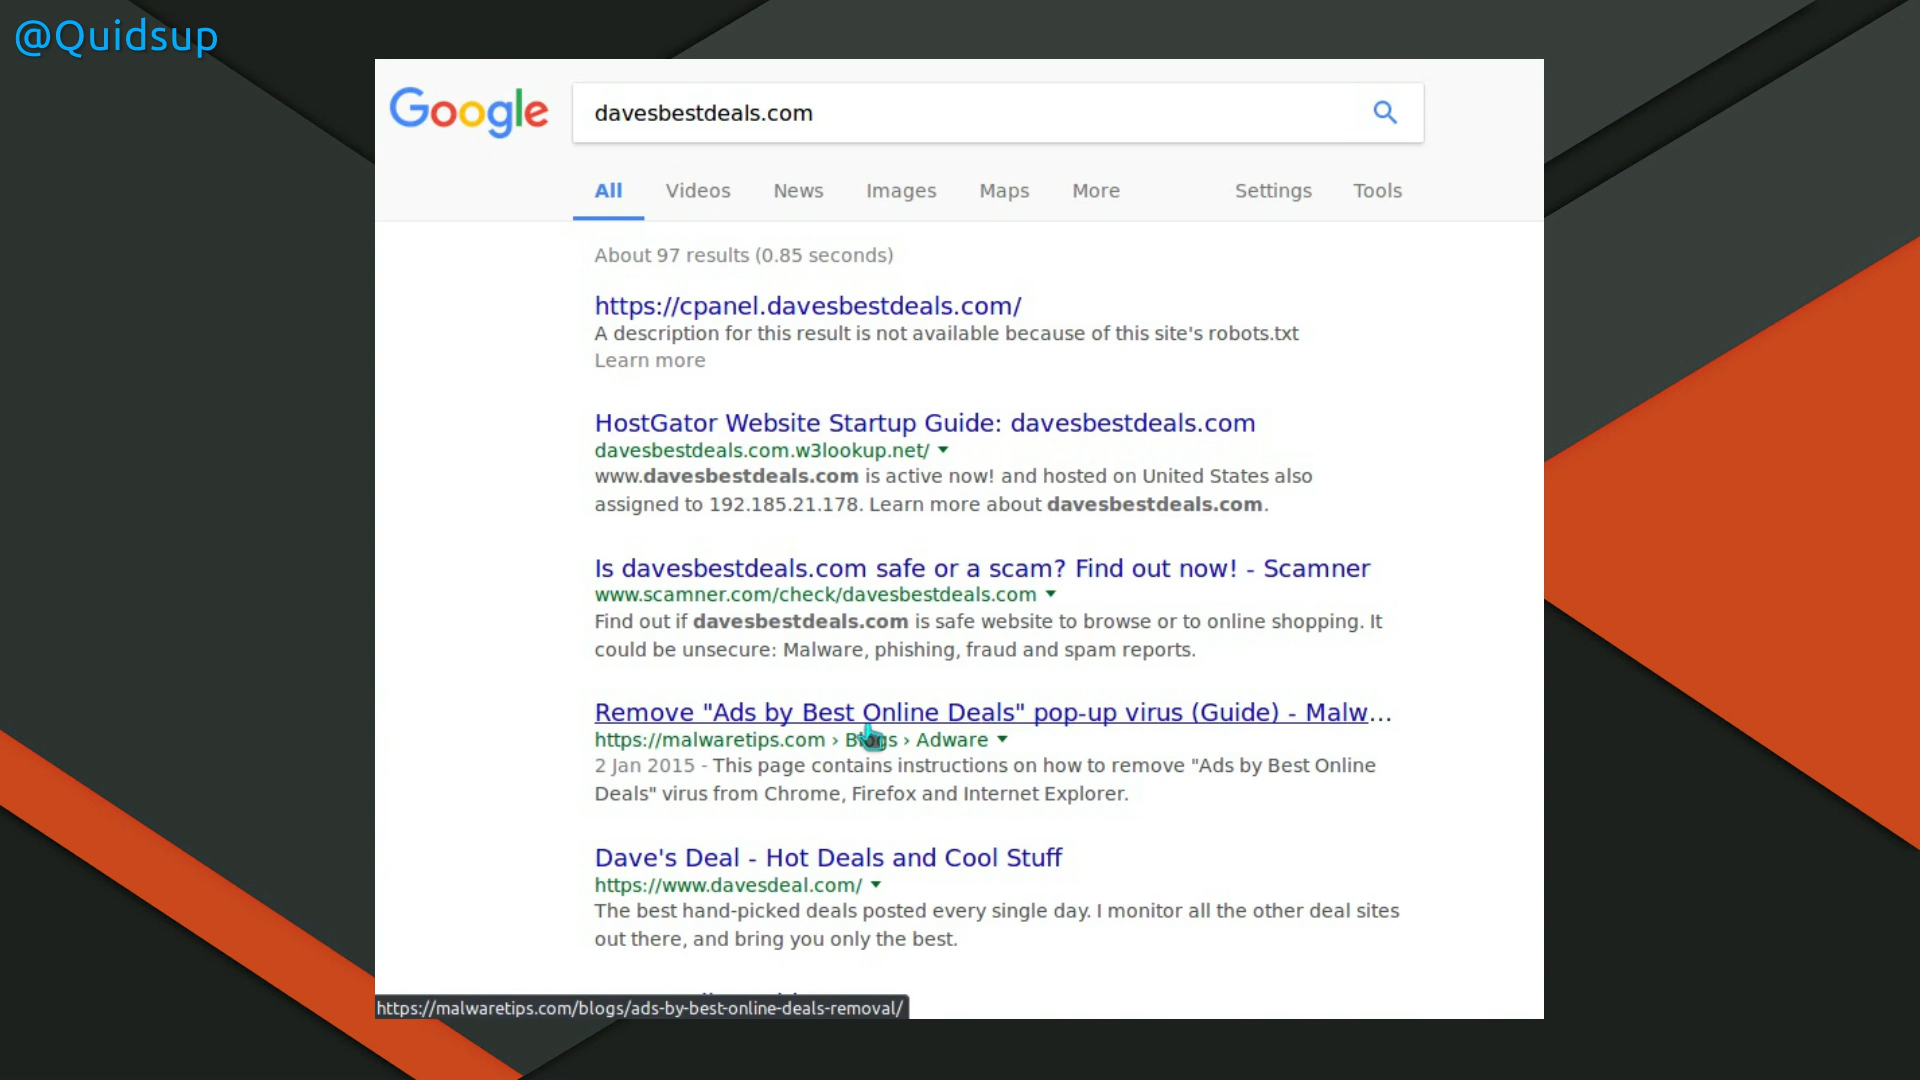 @Quidsup
Google
davesbestdeals.com
All Videos News Images Maps More Settings Tools
About 97 results (0.85 seconds)
https://cpanel.davesbestdeals.com/
A description for this result is not available because of this site's robots.txt
Learn more
HostGator Website Startup Guide: davesbestdeals.com
davesbestdeals.com.w3lookup.net/
www.davesbestdeals.com is active now! and hosted on United States also
assigned to 192.185.21.178. Learn more about davesbestdeals.com.
Is davesbestdeals.com safe or a scam? Find out now! - Scamner
www.scamner.com/check/davesbestdeals.com
Find out if davesbestdeals.com is safe website to browse or to online shopping. It
could be unsecure: Malware, phishing, fraud and spam reports.
Remove "Ads by Best Online Deals" pop-up virus (Guide) - Malw...
https://malwaretips.com › Blogs › Adware
2 Jan 2015 - This page contains instructions on how to remove "Ads by Best Online
Deals" virus from Chrome, Firefox and Internet Explorer.
Dave's Deal - Hot Deals and Cool Stuff
https://www.davesdeal.com/
The best hand-picked deals posted every single day. I monitor all the other deal sites
out there, and bring you only the best.
https://malwaretips.com/blogs/ads-by-best-online-deals-removal/